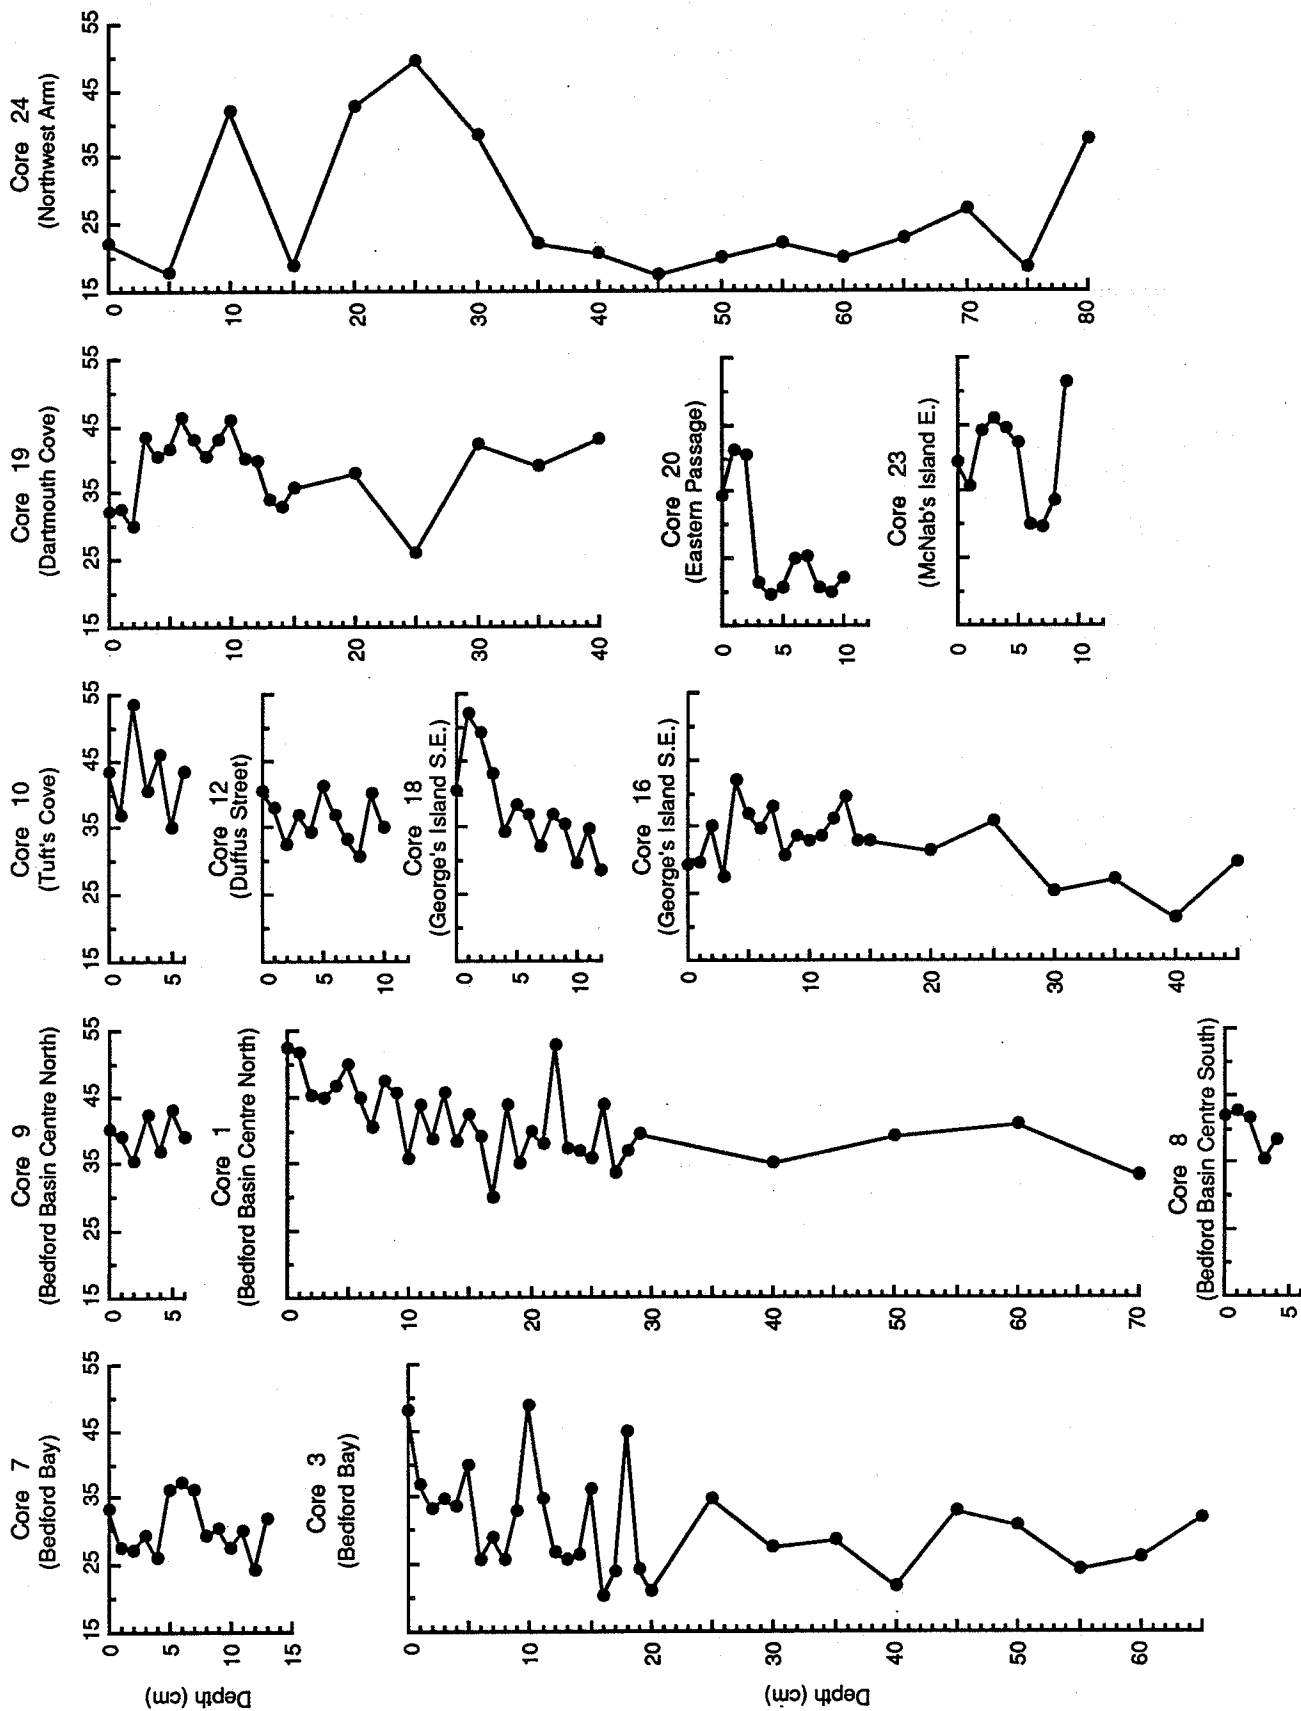 Core 7
(Bedford Bay)
15 25 35 45 55
Depth (cm)
0
5
10
15
Core 3
(Bedford Bay)
Depth (cm)
0
10
20
30
40
50
60
Core 9
(Bedford Basin Centre North)
15 25 35 45 55
0
5
Core 1
(Bedford Basin Centre North)
0
10
20
30
40
50
60
70
Core 8
(Bedford Basin Centre South)
0
5
Core 10
(Tuft's Cove)
15 25 35 45 55
0
5
Core 12
(Duffus Street)
0
5
10
Core 18
(George's Island S.E.)
0
5
10
Core 16
(George's Island S.E.)
0
10
20
30
40
Core 19
(Dartmouth Cove)
15 25 35 45 55
0
10
20
30
40
Core 20
(Eastern Passage)
0
5
10
Core 23
(McNab's Island E.)
0
5
10
Core 24
(Northwest Arm)
15 25 35 45 55
0
10
20
30
40
50
60
70
80